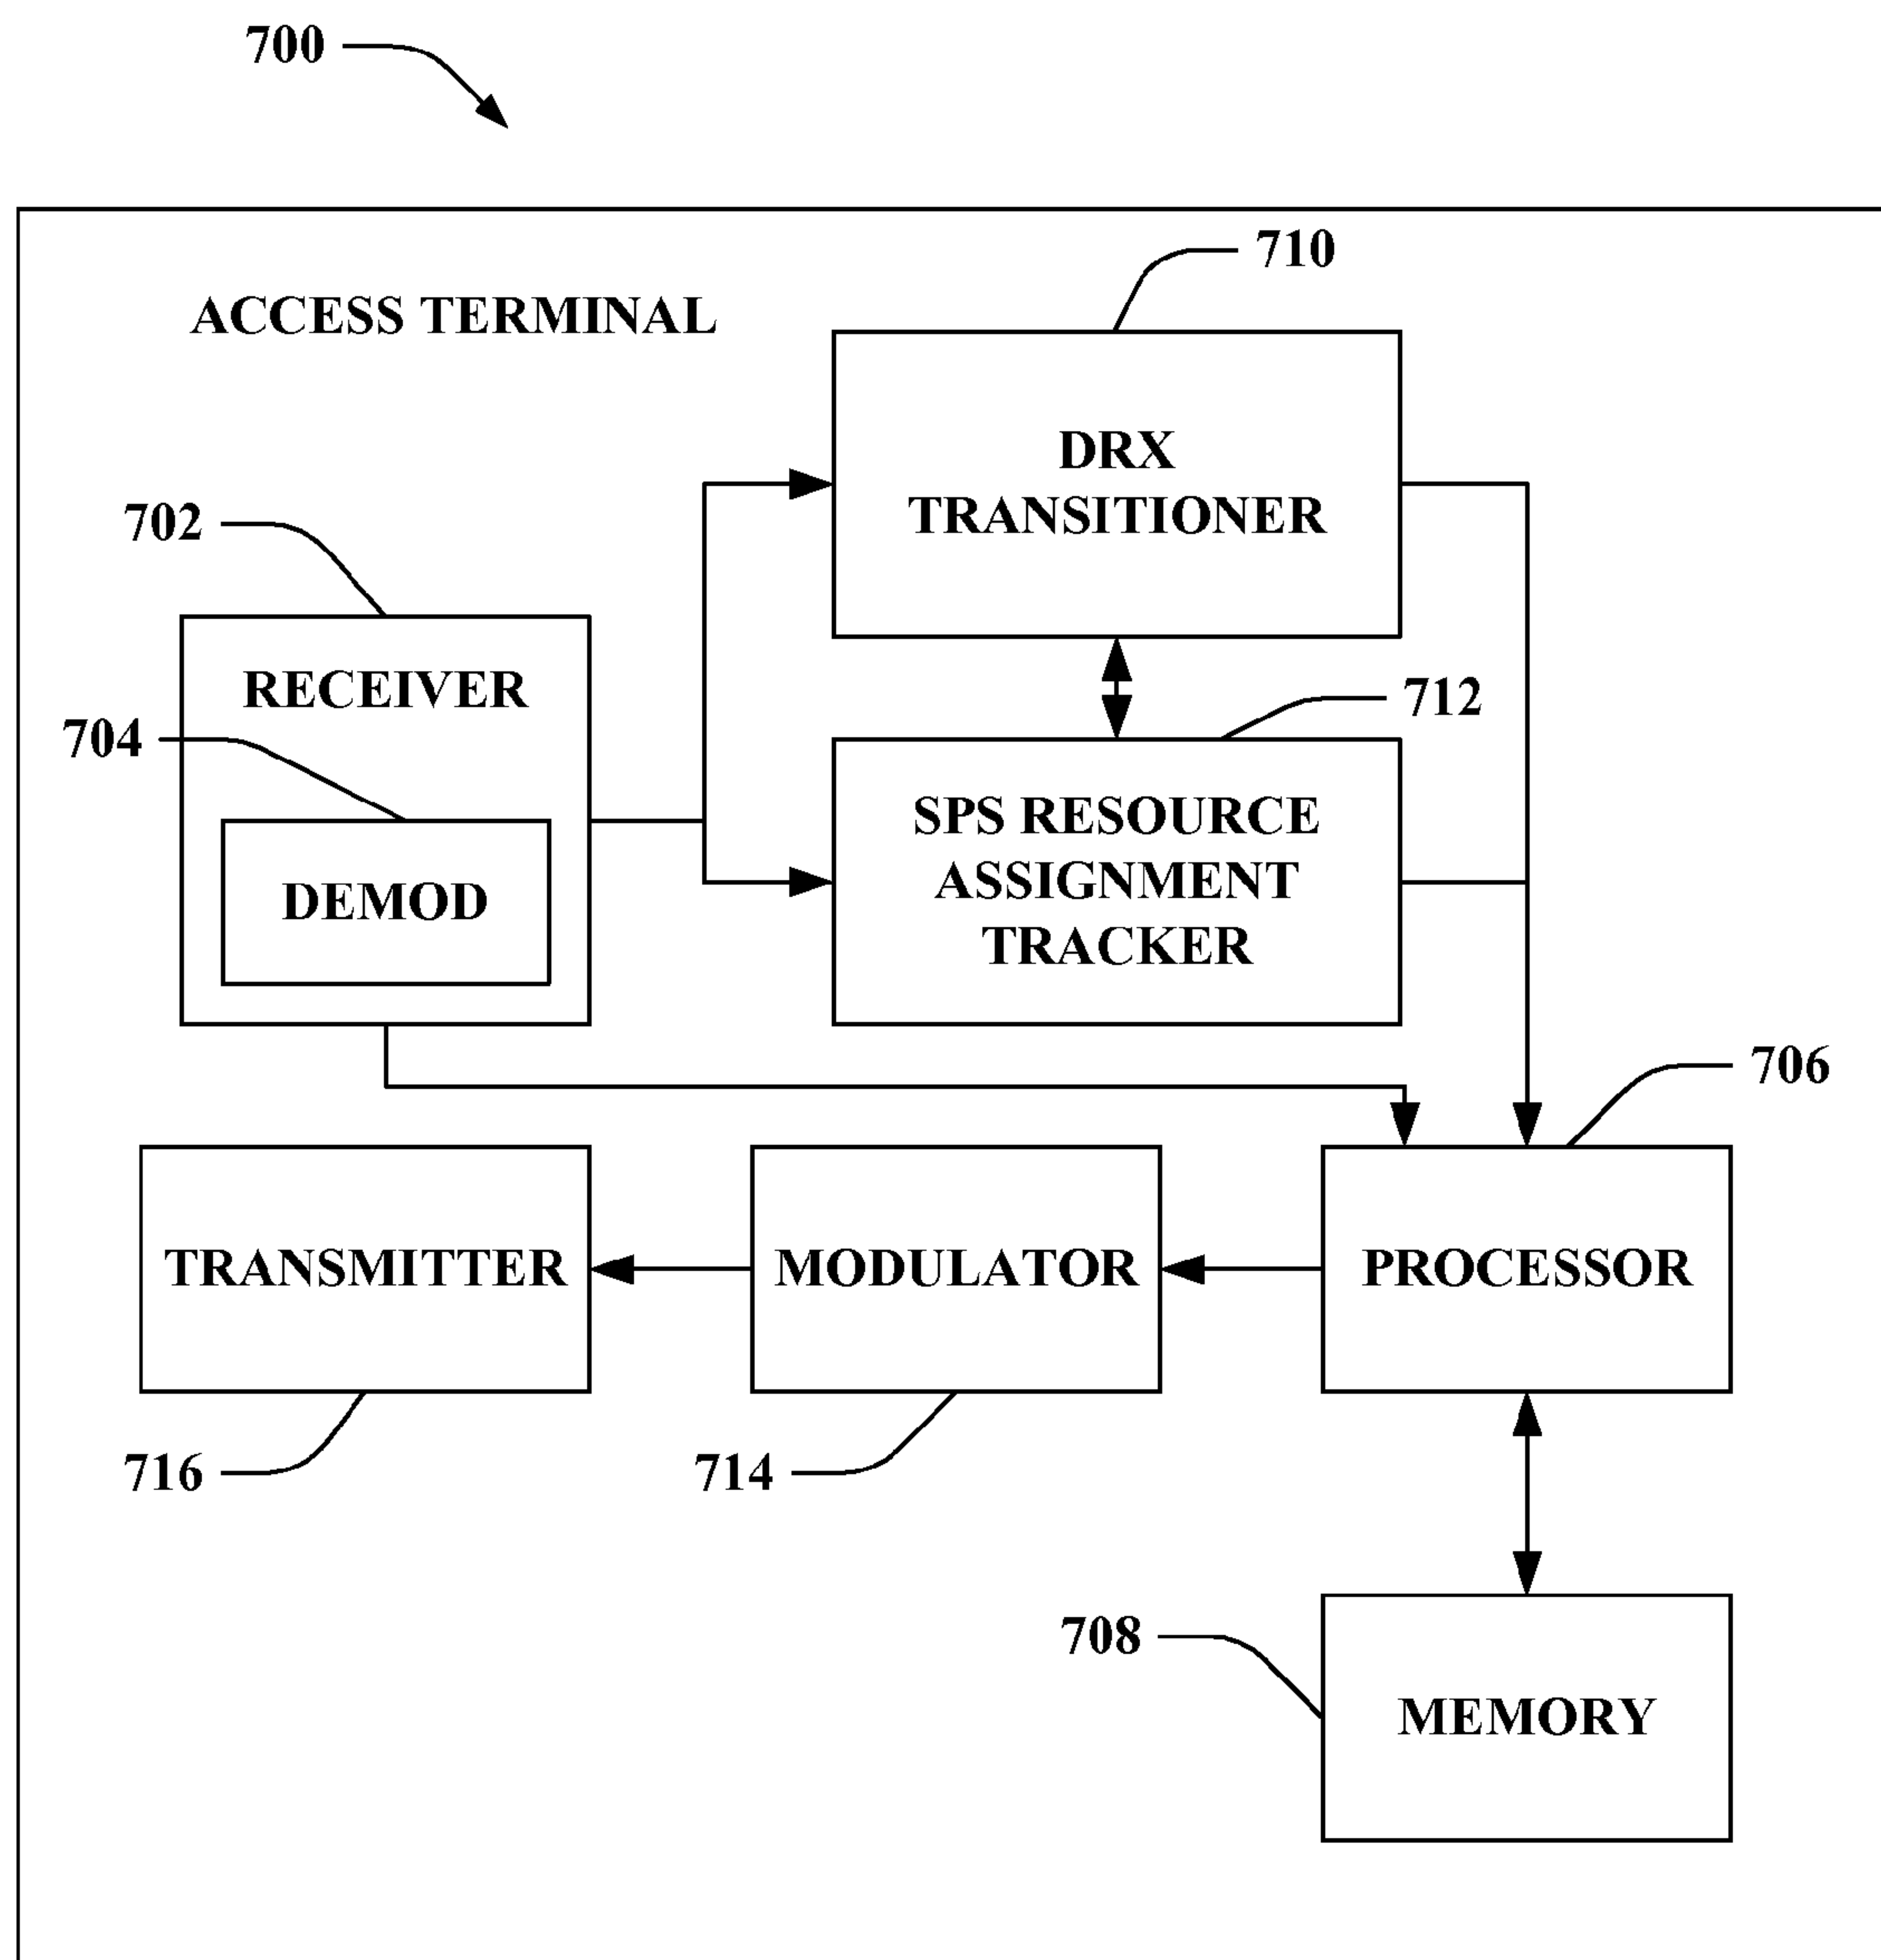 700
710
ACCESS TERMINAL
DRX
TRANSITIONER
702
RECEIVER
712
704
SPS RESOURCE
ASSIGNMENT
TRACKER
DEMOD
706
TRANSMITTER
MODULATOR
PROCESSOR
716
714
708
MEMORY